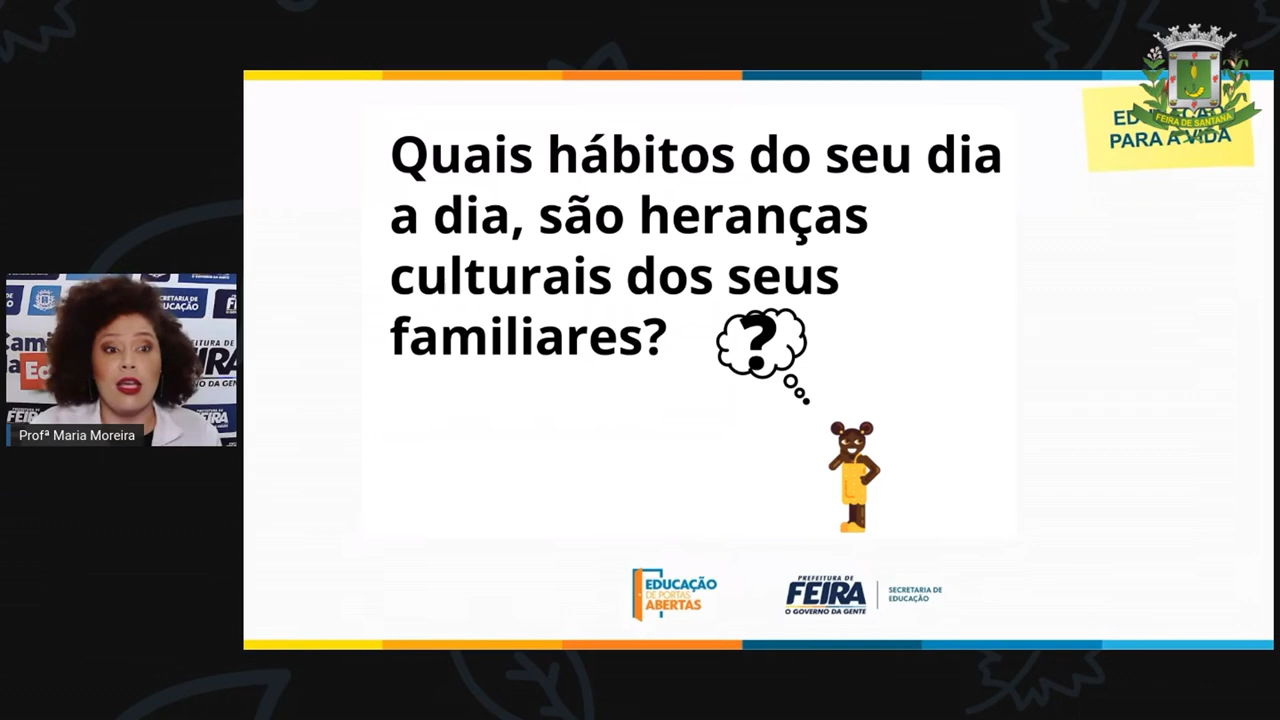 Quais hábitos do seu dia
a dia, são heranças
culturais dos seus
familiares?
?
FEIRA DE SANTANA
PARA A VIDA
SECRETARIA DE
EDUCAÇÃO
FEIRA
Profª Maria Moreira
EDUCAÇÃO
DE PORTAS
ABERTAS
PREFEITURA DE
FEIRA
O GOVERNO DA GENTE
SECRETARIA DE
EDUCAÇÃO